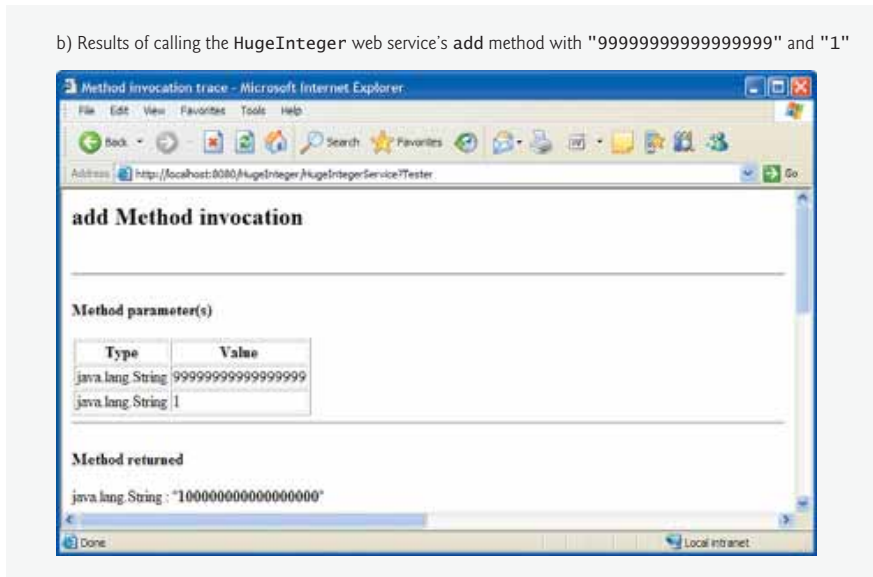 b) Results of calling the HugeInteger web service's add method with "99999999999999999" and "1"
Method invocation trace - Microsoft Internet Explorer
File Edit View Favorites Tools Help
Back Search Favorites
Address http://localhost:8080/HugeInteger/HugeIntegerService?Tester Go
add Method invocation
Method parameter(s)
Type Value
java.lang.String 99999999999999999
java.lang.String 1
Method returned
java.lang.String : "100000000000000000"
Done Local intranet